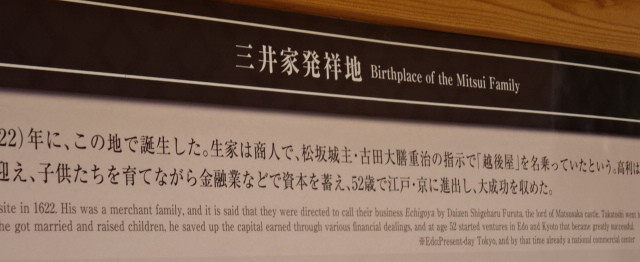 三井家発祥地 Birthplace of the Mitsui Family
22)年に、この地で誕生した。生家は商人で、松坂城主・古田大膳重治の指示で「越後屋」を名乗っていたという。高利は
迎え、子供たちを育てながら金融業などで資本を蓄え、52歳で江戸・京に進出し、大成功を収めた。
site in 1622. His was a merchant family, and it is said that they were directed to call their business Echigoya by Daizen Shigeharu Furuta, the lord of Matsusaka castle. Takatoshi went
he got married and raised children, he saved up the capital earned through various financial dealings, and at age 52 started ventures in Edo and Kyoto that became greatly successful.
※Edo:Present-day Tokyo, and by that time already a national commercial center